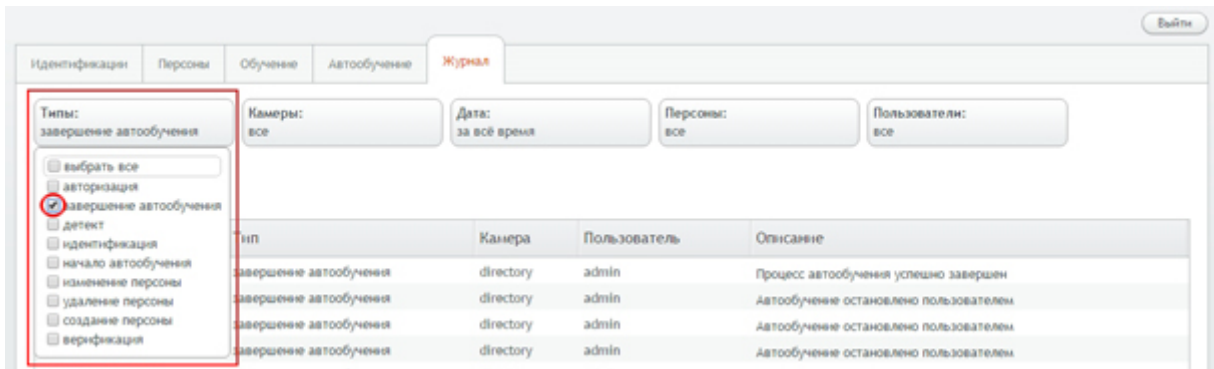 Выйти
Идентификации Персоны Обучение Автообучение Журнал
Типы: Камеры: Дата: Персоны: Пользователи:
завершение автообучения все за всё время все все
выбрать все
авторизация
завершение автообучения
детект
идентификация
начало автообучения
изменение персоны
удаление персоны
создание персоны
верификация
Тип Камера Пользователь Описание
завершение автообучения directory admin Процесс автообучения успешно завершен
завершение автообучения directory admin Автообучение остановлено пользователем
завершение автообучения directory admin Автообучение остановлено пользователем
завершение автообучения directory admin Автообучение остановлено пользователем